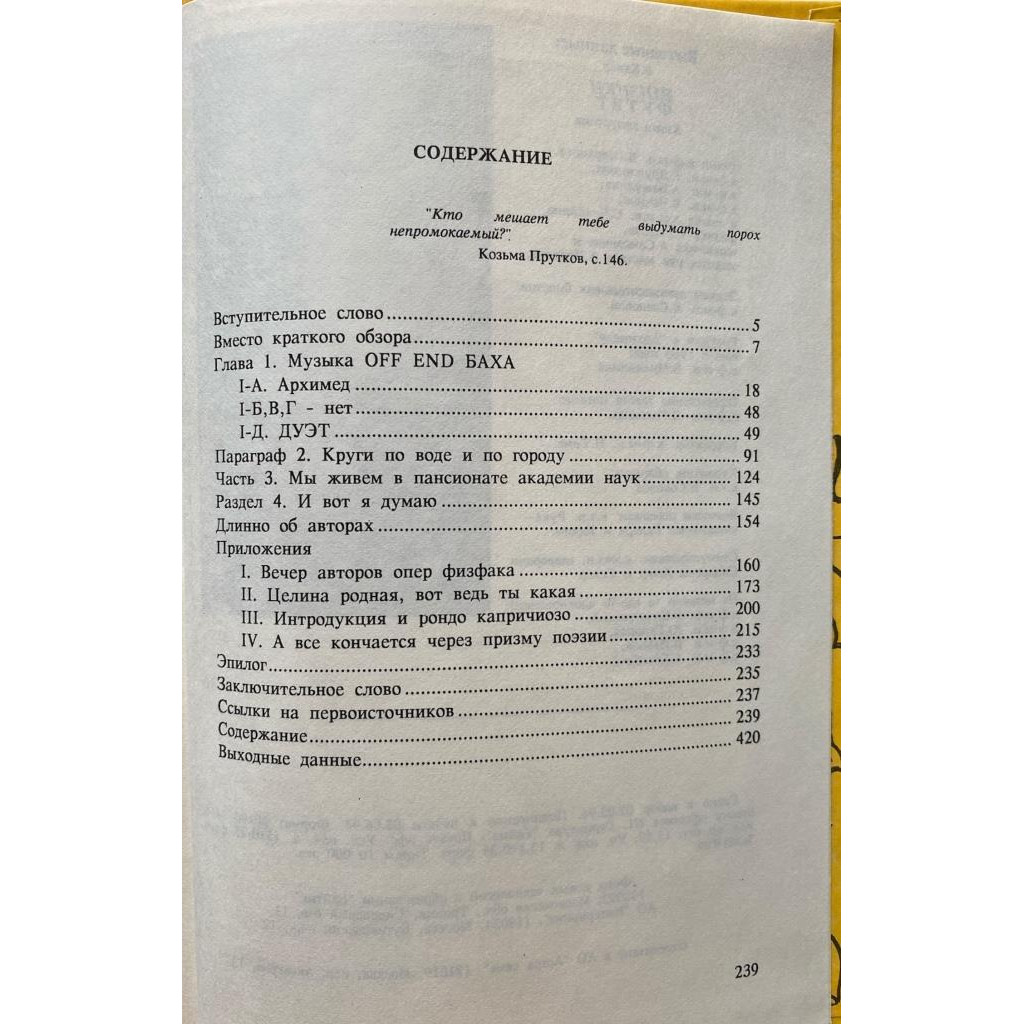 СОДЕРЖАНИЕ
"Кто мешает тебе выдумать порох
непромокаемый?".
Козьма Прутков, с.146.
Вступительное слово.......... 5
Вместо краткого обзора.......... 7
Глава 1. Музыка OFF END БАХА
I-А. Архимед.......... 18
I-Б,В,Г - нет.......... 48
I-Д. ДУЭТ.......... 49
Параграф 2. Круги по воде и по городу.......... 91
Часть 3. Мы живем в пансионате академии наук.......... 124
Раздел 4. И вот я думаю.......... 145
Длинно об авторах.......... 154
Приложения
I. Вечер авторов опер физфака.......... 160
II. Целина родная, вот ведь ты какая.......... 173
III. Интродукция и рондо капричиозо.......... 200
IV. А все кончается через призму поэзии.......... 215
Эпилог.......... 233
Заключительное слово.......... 235
Ссылки на первоисточников.......... 237
Содержание.......... 239
Выходные данные.......... 420
239